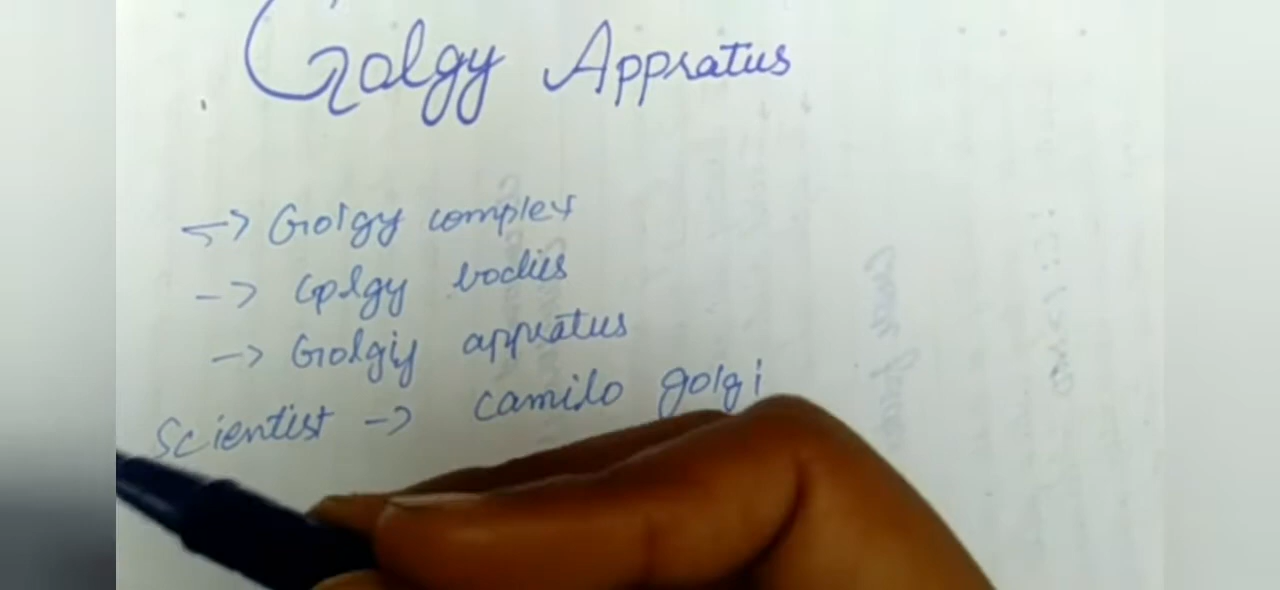 Golgy Appratus
-> Golgy complex
-> Golgy bodies
-> Golgiy appratus
Scientist -> camilo golgi